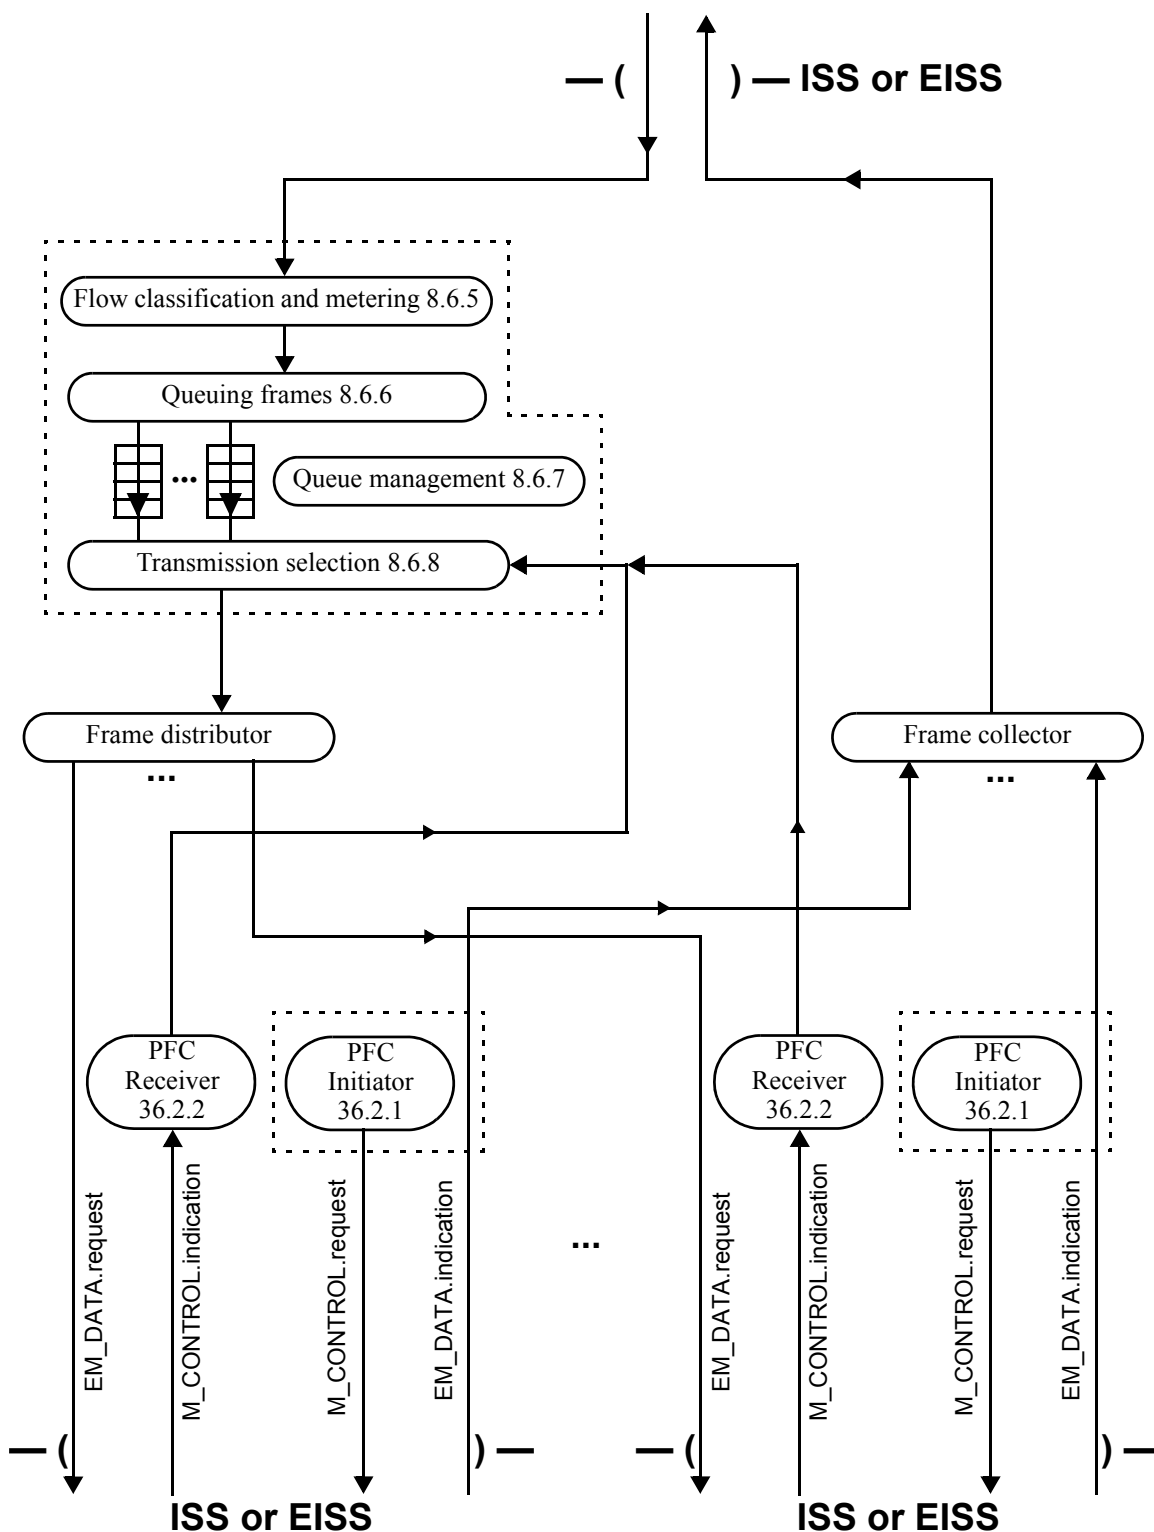 — ( ) — ISS or EISS
Flow classification and metering 8.6.5
Queuing frames 8.6.6
...
Queue management 8.6.7
Transmission selection 8.6.8
Frame distributor
...
Frame collector
...
PFC
Receiver
36.2.2
PFC
Initiator
36.2.1
PFC
Receiver
36.2.2
PFC
Initiator
36.2.1
EM_DATA.request
M_CONTROL.indication
M_CONTROL.request
EM_DATA.indication
...
EM_DATA.request
M_CONTROL.indication
M_CONTROL.request
EM_DATA.indication
— ( ) —
— ( ) —
ISS or EISS
ISS or EISS